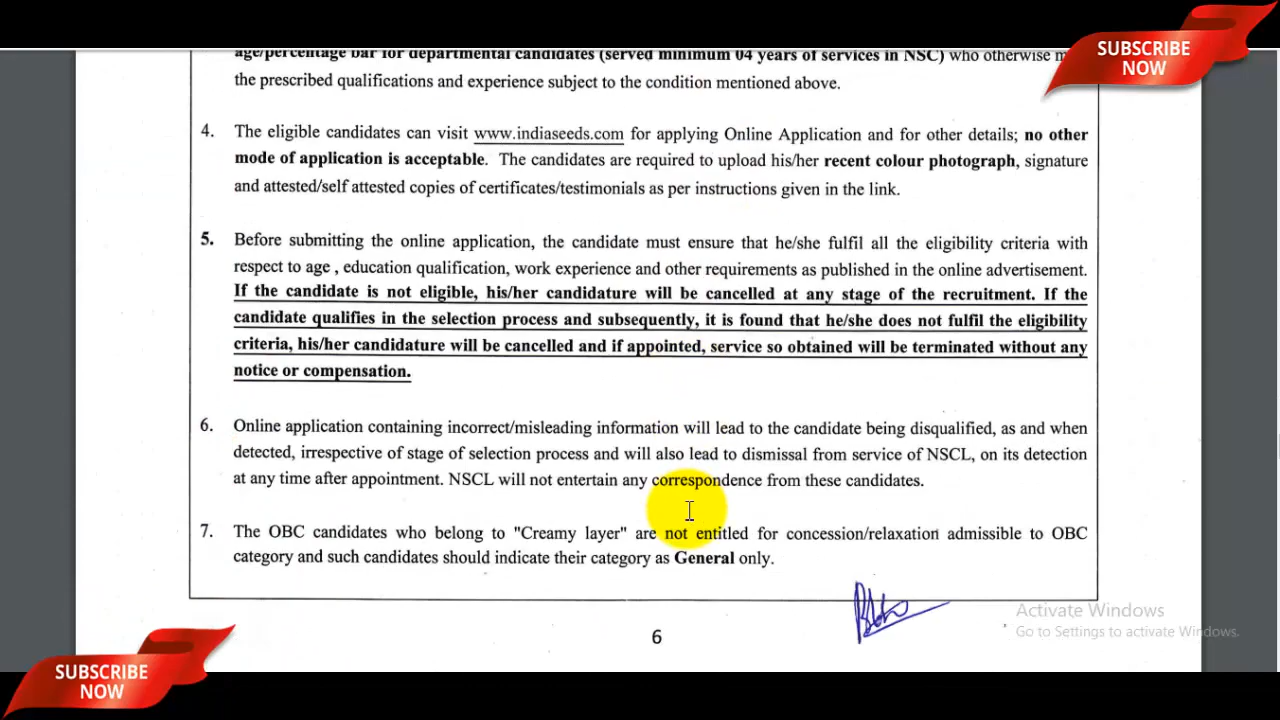 SUBSCRIBE
NOW
age/percentage bar for departmental candidates (served minimum 04 years of services in NSC) who otherwise
the prescribed qualifications and experience subject to the condition mentioned above.
4. The eligible candidates can visit www.indiaseeds.com for applying Online Application and for other details; no other
mode of application is acceptable. The candidates are required to upload his/her recent colour photograph, signature
and attested/self attested copies of certificates/testimonials as per instructions given in the link.
5. Before submitting the online application, the candidate must ensure that he/she fulfil all the eligibility criteria with
respect to age , education qualification, work experience and other requirements as published in the online advertisement.
If the candidate is not eligible, his/her candidature will be cancelled at any stage of the recruitment. If the
candidate qualifies in the selection process and subsequently, it is found that he/she does not fulfil the eligibility
criteria, his/her candidature will be cancelled and if appointed, service so obtained will be terminated without any
notice or compensation.
6. Online application containing incorrect/misleading information will lead to the candidate being disqualified, as and when
detected, irrespective of stage of selection process and will also lead to dismissal from service of NSCL, on its detection
at any time after appointment. NSCL will not entertain any correspondence from these candidates.
7. The OBC candidates who belong to "Creamy layer" are not entitled for concession/relaxation admissible to OBC
category and such candidates should indicate their category as General only.
6
Activate Windows
Go to Settings to activate Windows.
SUBSCRIBE
NOW